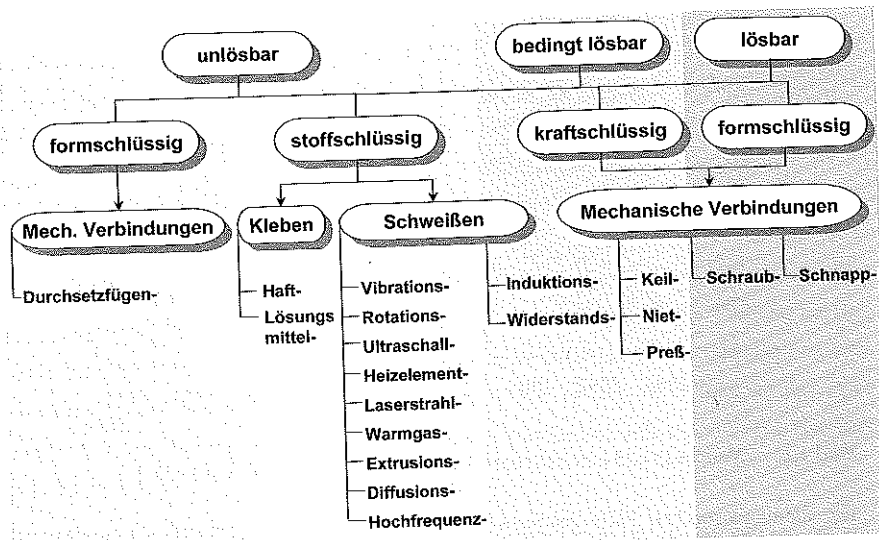 unlösbar
bedingt lösbar
lösbar
formschlüssig
stoffschlüssig
kraftschlüssig
formschlüssig
Mech. Verbindungen
Kleben
Schweißen
Mechanische Verbindungen
Durchsetzfügen-
Haft-
Lösungs
mittel-
Vibrations-
Rotations-
Ultraschall-
Heizelement-
Laserstrahl-
Warmgas-
Extrusions-
Diffusions-
Hochfrequenz-
Induktions-
Widerstands-
Keil-
Niet-
Preß-
Schraub-
Schnapp-